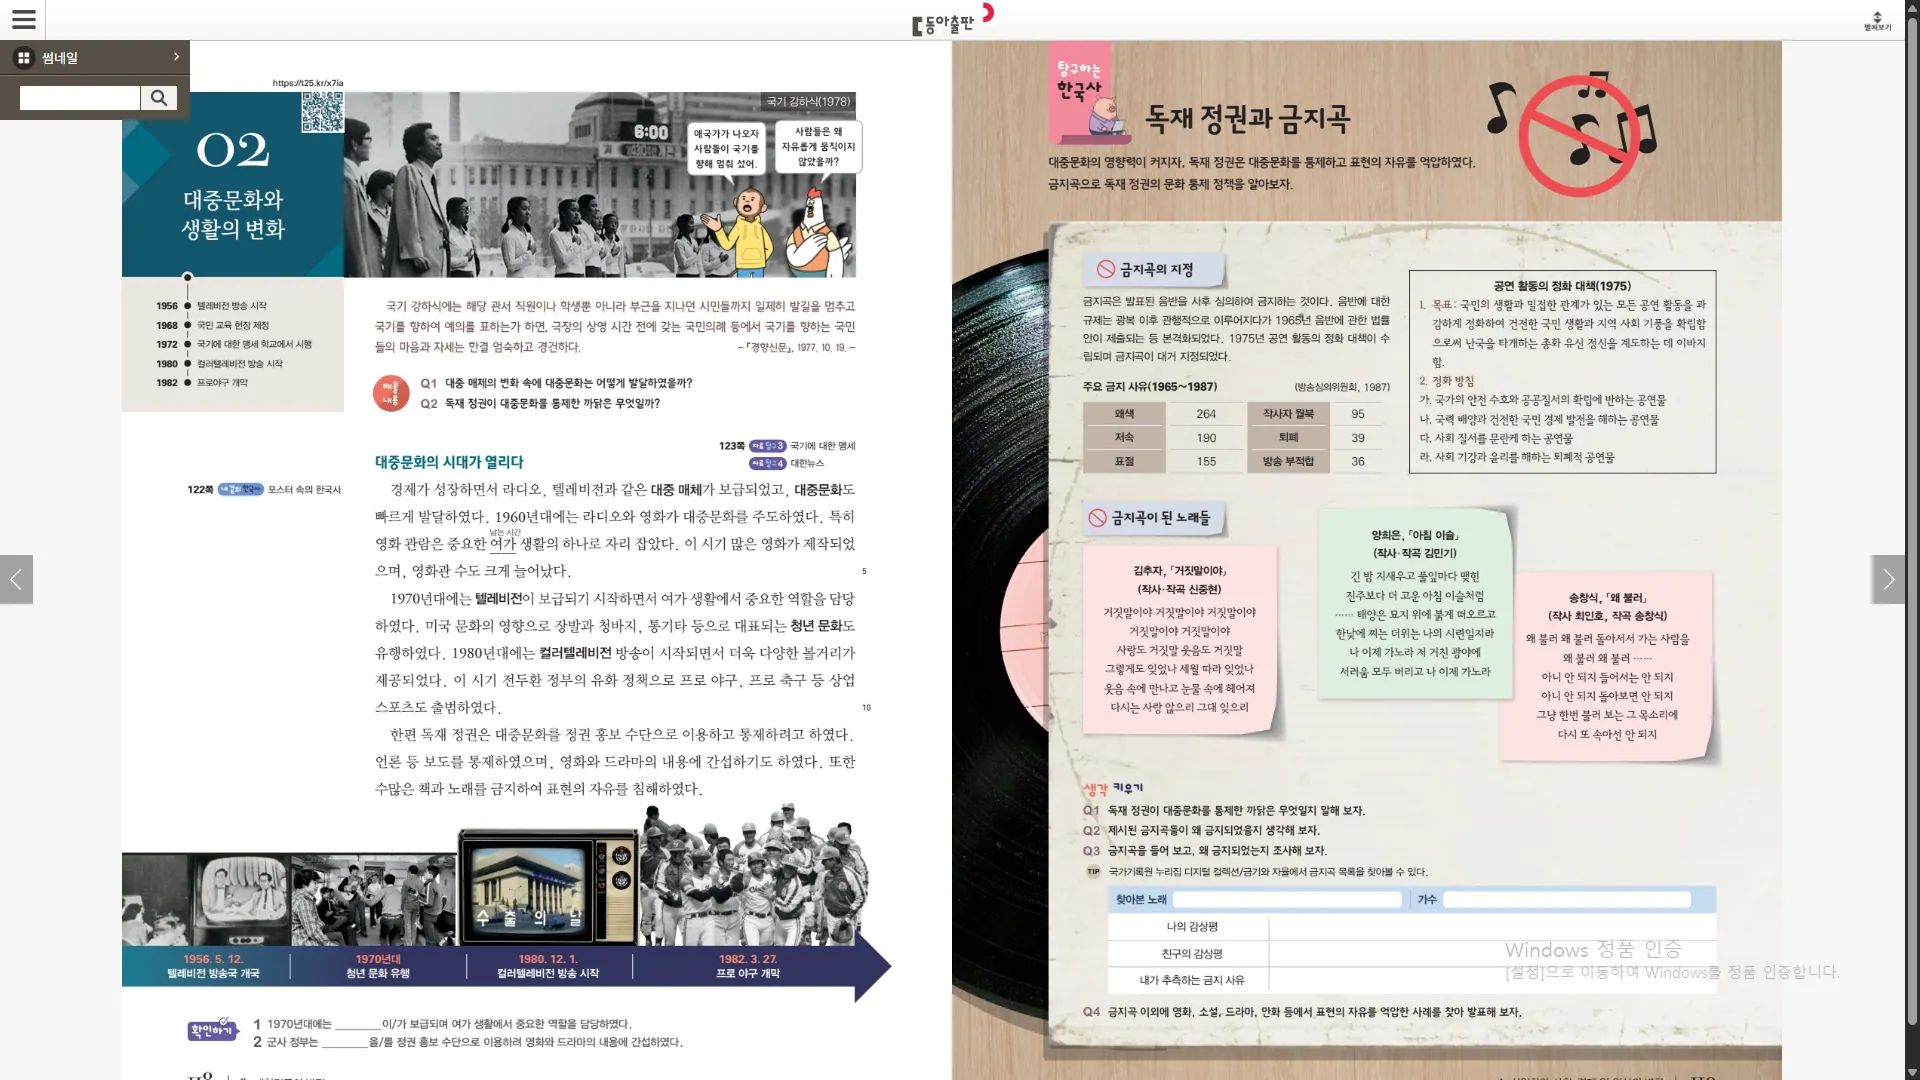 동아출판
펼쳐보기
썸네일
https://t25.kr/x7ia
02
대중문화와
생활의 변화
국기 강하식(1978)
6:00
애국가가 나오자
사람들이 국기를
향해 멈춰 섰어.
사람들은 왜
자유롭게 움직이지
않았을까?
1956 텔레비전 방송 시작
1968 국민 교육 헌장 제정
1972 국기에 대한 맹세 학교에서 시행
1980 컬러텔레비전 방송 시작
1982 프로야구 개막
국기 강하식에는 해당 관서 직원이나 학생뿐 아니라 부근을 지나던 시민들까지 일제히 발길을 멈추고
국기를 향하여 예의를 표하는가 하면, 극장의 상영 시간 전에 갖는 국민의례 등에서 국기를 향하는 국민
들의 마음과 자세는 한결 엄숙하고 경건하다.
- 『경향신문』, 1977. 10. 19. -
배울
내용
Q1 대중 매체의 변화 속에 대중문화는 어떻게 발달하였을까?
Q2 독재 정권이 대중문화를 통제한 까닭은 무엇일까?
123쪽 자료 탐구 3 국기에 대한 맹세
자료 탐구 4 대한뉴스
대중문화의 시대가 열리다
122쪽 내 곁의 한국사 포스터 속의 한국사
경제가 성장하면서 라디오, 텔레비전과 같은 대중 매체가 보급되었고, 대중문화도
빠르게 발달하였다. 1960년대에는 라디오와 영화가 대중문화를 주도하였다. 특히
남는 시간
영화 관람은 중요한 여가 생활의 하나로 자리 잡았다. 이 시기 많은 영화가 제작되었
으며, 영화관 수도 크게 늘어났다.
5
1970년대에는 텔레비전이 보급되기 시작하면서 여가 생활에서 중요한 역할을 담당
하였다. 미국 문화의 영향으로 장발과 청바지, 통기타 등으로 대표되는 청년 문화도
유행하였다. 1980년대에는 컬러텔레비전 방송이 시작되면서 더욱 다양한 볼거리가
제공되었다. 이 시기 전두환 정부의 유화 정책으로 프로 야구, 프로 축구 등 상업
스포츠도 출범하였다.
10
한편 독재 정권은 대중문화를 정권 홍보 수단으로 이용하고 통제하려고 하였다.
언론 등 보도를 통제하였으며, 영화와 드라마의 내용에 간섭하기도 하였다. 또한
수많은 책과 노래를 금지하여 표현의 자유를 침해하였다.
수출의 날
1956. 5. 12.
텔레비전 방송국 개국
1970년대
청년 문화 유행
1980. 12. 1.
컬러텔레비전 방송 시작
1982. 3. 27.
프로 야구 개막
확인하기
1 1970년대에는 ________이/가 보급되며 여가 생활에서 중요한 역할을 담당하였다.
2 군사 정부는 ________을/를 정권 홍보 수단으로 이용하려 영화와 드라마의 내용에 간섭하였다.
탐구하는
한국사
독재 정권과 금지곡
대중문화의 영향력이 커지자, 독재 정권은 대중문화를 통제하고 표현의 자유를 억압하였다.
금지곡으로 독재 정권의 문화 통제 정책을 알아보자.
금지곡의 지정
금지곡은 발표된 음반을 사후 심의하여 금지하는 것이다. 음반에 대한
규제는 광복 이후 관행적으로 이루어지다가 1965년 음반에 관한 법률
안이 제출되는 등 본격화되었다. 1975년 공연 활동의 정화 대책이 수
립되며 금지곡이 대거 지정되었다.
주요 금지 사유(1965~1987)
(방송심의위원회, 1987)
왜색 264 작사자 월북 95
저속 190 퇴폐 39
표절 155 방송 부적합 36
공연 활동의 정화 대책(1975)
1. 목표: 국민의 생활과 밀접한 관계가 있는 모든 공연 활동을 과
감하게 정화하여 건전한 국민 생활과 지역 사회 기풍을 확립함
으로써 난국을 타개하는 총화 유신 정신을 계도하는 데 이바지
함.
2. 정화 방침
가. 국가의 안전 수호와 공공질서의 확립에 반하는 공연물
나. 국력 배양과 건전한 국민 경제 발전을 해하는 공연물
다. 사회 질서를 문란케 하는 공연물
라. 사회 기강과 윤리를 해하는 퇴폐적 공연물
금지곡이 된 노래들
김추자, 「거짓말이야」
(작사·작곡 신중현)
거짓말이야 거짓말이야 거짓말이야
거짓말이야 거짓말이야
사랑도 거짓말 웃음도 거짓말
그렇게도 잊었나 세월 따라 잊었나
웃음 속에 만나고 눈물 속에 헤어져
다시는 사랑 않으리 그대 잊으리
양희은, 「아침 이슬」
(작사·작곡 김민기)
긴 밤 지새우고 풀잎마다 맺힌
진주보다 더 고운 아침 이슬처럼
…… 태양은 묘지 위에 붉게 떠오르고
한낮에 찌는 더위는 나의 시련일지라
나 이제 가노라 저 거친 광야에
서러움 모두 버리고 나 이제 가노라
송창식, 「왜 불러」
(작사 최인호, 작곡 송창식)
왜 불러 왜 불러 돌아서서 가는 사람을
왜 불러 왜 불러 ……
아니 안 되지 들어서는 안 되지
아니 안 되지 돌아보면 안 되지
그냥 한번 불러 보는 그 목소리에
다시 또 속아선 안 되지
생각 키우기
Q1 독재 정권이 대중문화를 통제한 까닭은 무엇일지 말해 보자.
Q2 제시된 금지곡들이 왜 금지되었을지 생각해 보자.
Q3 금지곡을 들어 보고, 왜 금지되었는지 조사해 보자.
TIP 국가기록원 누리집 디지털 컬렉션/금기와 자율에서 금지곡 목록을 찾아볼 수 있다.
찾아본 노래
가수
나의 감상평
친구의 감상평
내가 추측하는 금지 사유
Q4 금지곡 이외에 영화, 소설, 드라마, 만화 등에서 표현의 자유를 억압한 사례를 찾아 발표해 보자.
Windows 정품 인증
[설정]으로 이동하여 Windows를 정품 인증합니다.